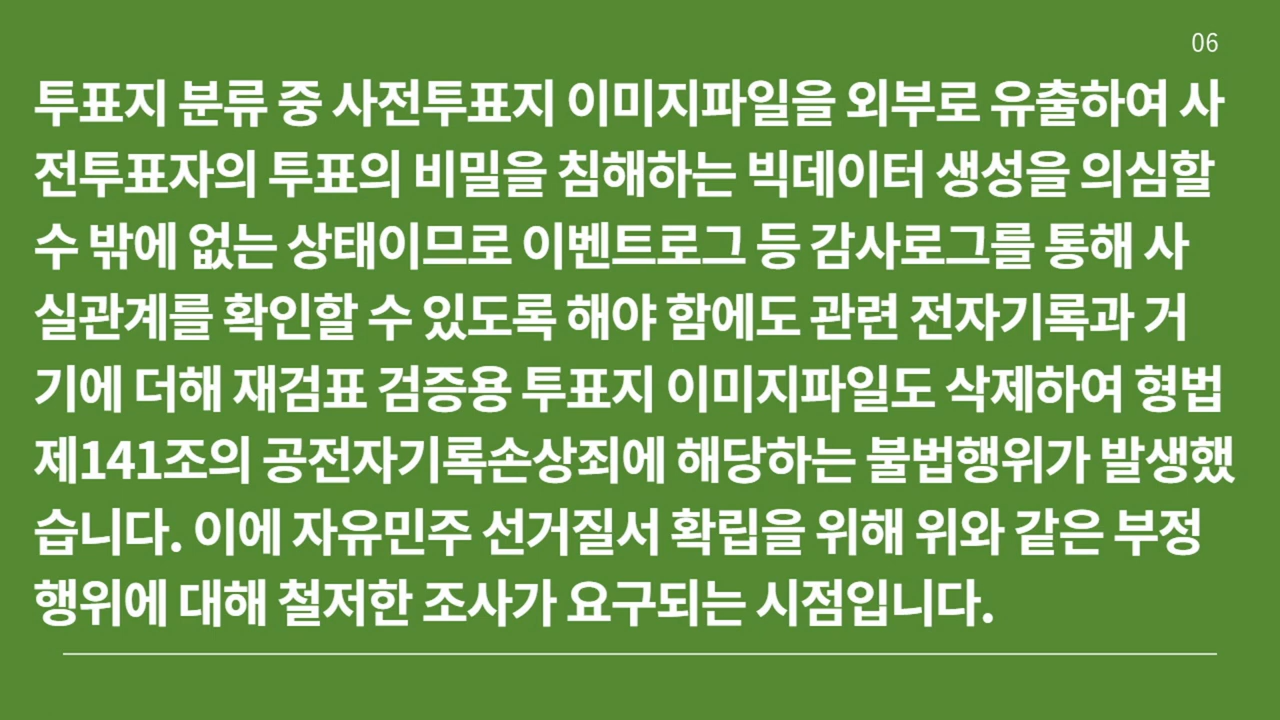 06
투표지 분류 중 사전투표지 이미지파일을 외부로 유출하여 사
전투표자의 투표의 비밀을 침해하는 빅데이터 생성을 의심할
수 밖에 없는 상태이므로 이벤트로그 등 감사로그를 통해 사
실관계를 확인할 수 있도록 해야 함에도 관련 전자기록과 거
기에 더해 재검표 검증용 투표지 이미지파일도 삭제하여 형법
제141조의 공전자기록손상죄에 해당하는 불법행위가 발생했
습니다. 이에 자유민주 선거질서 확립을 위해 위와 같은 부정
행위에 대해 철저한 조사가 요구되는 시점입니다.